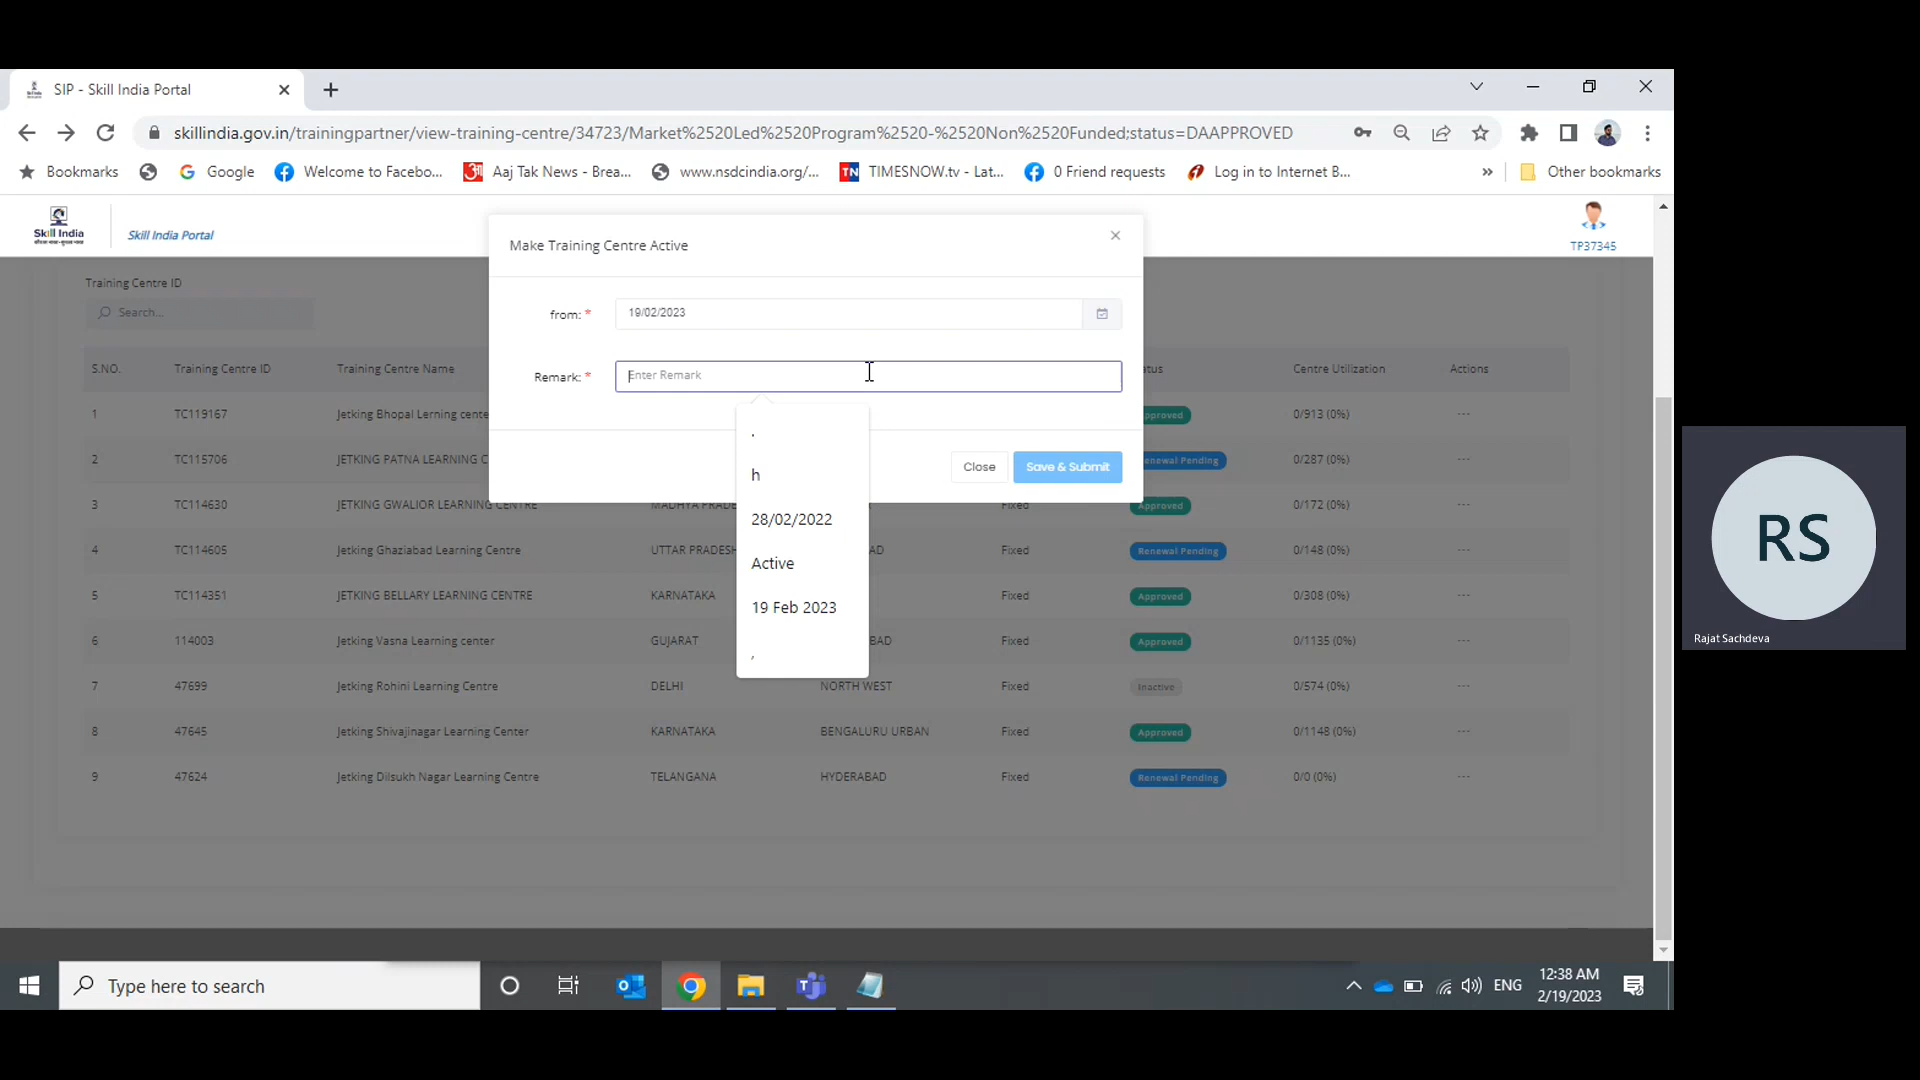 SIP - Skill India Portal
skillindia.gov.in/trainingpartner/view-training-centre/34723/Market%2520Led%2520Program%2520-%2520Non%2520Funded;status=DAAPPROVED
Bookmarks
Google
Welcome to Facebo...
Aaj Tak News - Brea...
www.nsdcindia.org/...
TN TIMESNOW.tv - Lat...
0 Friend requests
Log in to Internet B...
»
Other bookmarks
Skill India
Skill India Portal
TP37345
Make Training Centre Active
from: *
19/02/2023
Remark: *
Enter Remark
.
h
28/02/2022
Active
19 Feb 2023
,
Close
Save & Submit
Training Centre ID
Search...
S.NO. Training Centre ID Training Centre Name atus Centre Utilization Actions
1 TC119167 Jetking Bhopal Lerning cente pproved 0/913 (0%) ---
2 TC115706 JETKING PATNA LEARNING C enewal Pending 0/287 (0%) ---
3 TC114630 JETKING GWALIOR LEARNING CENTRE MADHYA PRADE Fixed Approved 0/172 (0%) ---
4 TC114605 Jetking Ghaziabad Learning Centre UTTAR PRADESH AD Fixed Renewal Pending 0/148 (0%) ---
5 TC114351 JETKING BELLARY LEARNING CENTRE KARNATAKA Fixed Approved 0/308 (0%) ---
6 114003 Jetking Vasna Learning center GUJARAT BAD Fixed Approved 0/1135 (0%) ---
7 47699 Jetking Rohini Learning Centre DELHI NORTH WEST Fixed Inactive 0/574 (0%) ---
8 47645 Jetking Shivajinagar Learning Center KARNATAKA BENGALURU URBAN Fixed Approved 0/1148 (0%) ---
9 47624 Jetking Dilsukh Nagar Learning Centre TELANGANA HYDERABAD Fixed Renewal Pending 0/0 (0%) ---
RS
Rajat Sachdeva
Type here to search
ENG
12:38 AM
2/19/2023